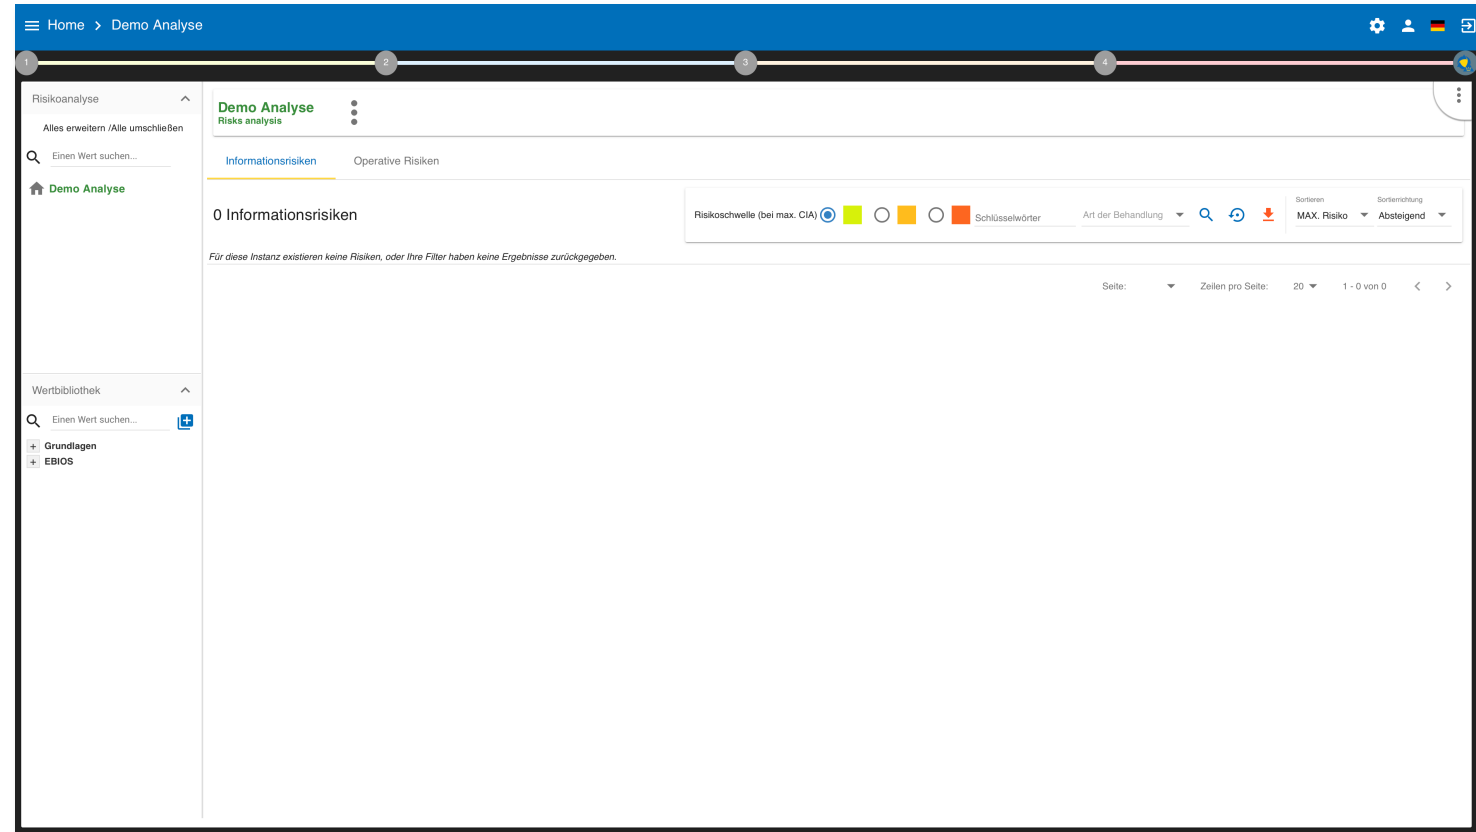 Home > Demo Analyse
1 2 3 4
Risikoanalyse
Alles erweitern /Alle umschließen
Einen Wert suchen...
Demo Analyse
Wertbibliothek
Einen Wert suchen...
+ Grundlagen
+ EBIOS
Demo Analyse
Risks analysis
Informationsrisiken Operative Risiken
0 Informationsrisiken
Risikoschwelle (bei max. CIA) Schlüsselwörter Art der Behandlung
Sortieren Sortierrichtung
MAX. Risiko Absteigend
Für diese Instanz existieren keine Risiken, oder Ihre Filter haben keine Ergebnisse zurückgegeben.
Seite: Zeilen pro Seite: 20 1 - 0 von 0